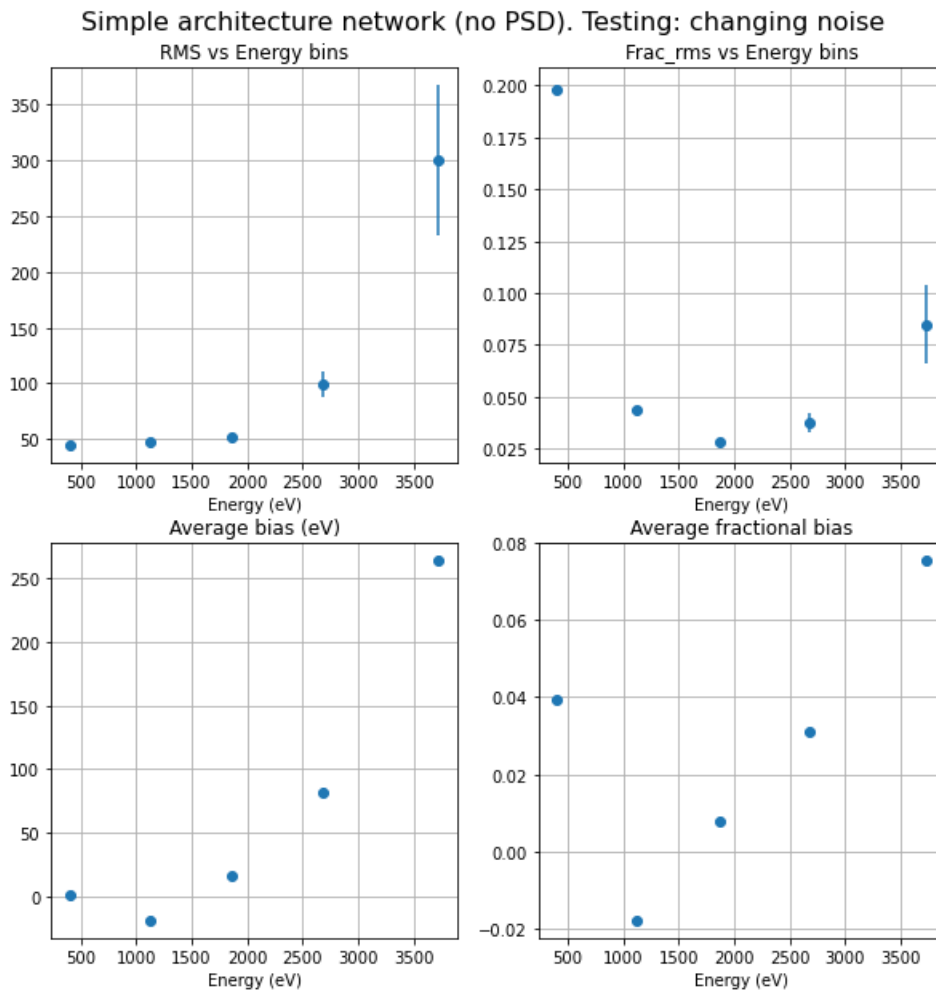 Simple architecture network (no PSD). Testing: changing noise
RMS vs Energy bins
350
300
250
200
150
100
50
500 1000 1500 2000 2500 3000 3500
Energy (eV)
Frac_rms vs Energy bins
0.200
0.175
0.150
0.125
0.100
0.075
0.050
0.025
500 1000 1500 2000 2500 3000 3500
Energy (eV)
Average bias (eV)
250
200
150
100
50
0
500 1000 1500 2000 2500 3000 3500
Energy (eV)
Average fractional bias
0.08
0.06
0.04
0.02
0.00
−0.02
500 1000 1500 2000 2500 3000 3500
Energy (eV)